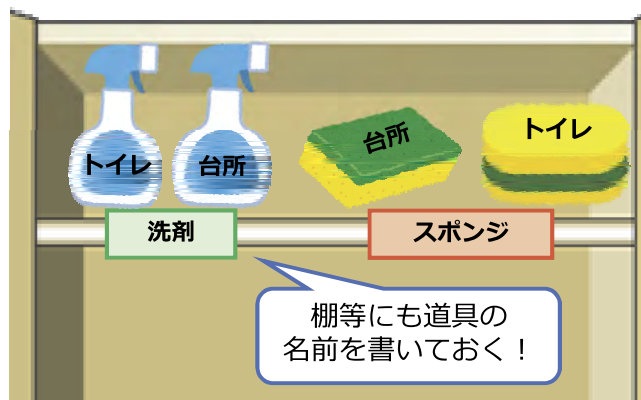 トイレ
台所
台所
トイレ
洗剤
スポンジ
棚等にも道具の
名前を書いておく！